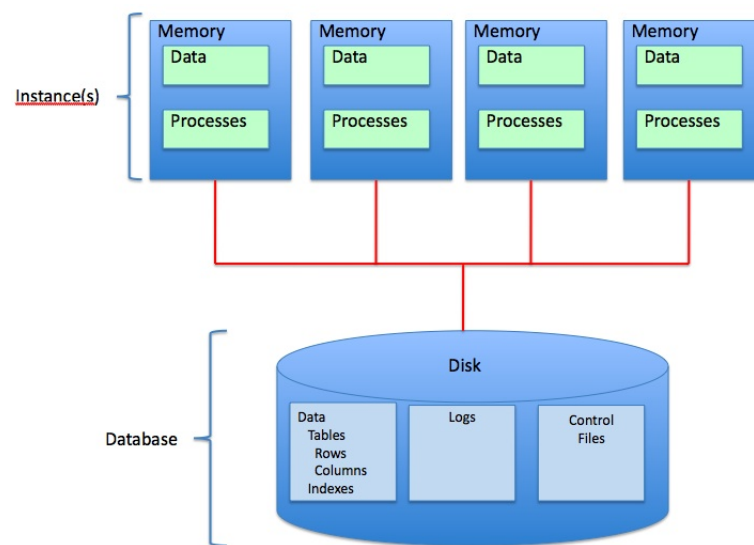 Memory
Data
Processes
Memory
Data
Processes
Memory
Data
Processes
Memory
Data
Processes
Instance(s)
Disk
Data
Tables
Rows
Columns
Indexes
Logs
Control
Files
Database